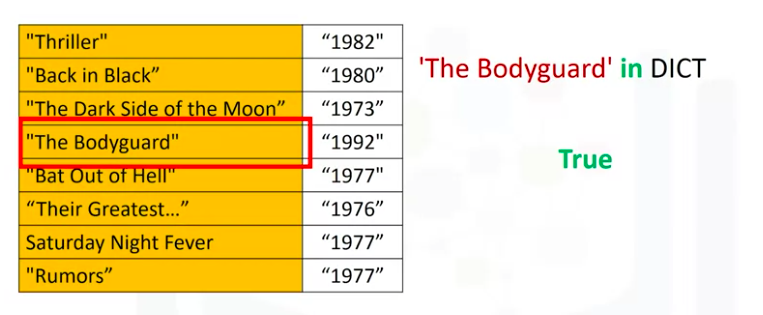 "Thriller" “1982"
"Back in Black” “1980”
"The Dark Side of the Moon” “1973”
"The Bodyguard" “1992"
"Bat Out of Hell" “1977"
“Their Greatest...” “1976”
Saturday Night Fever “1977”
"Rumors” “1977”
'The Bodyguard' in DICT
True